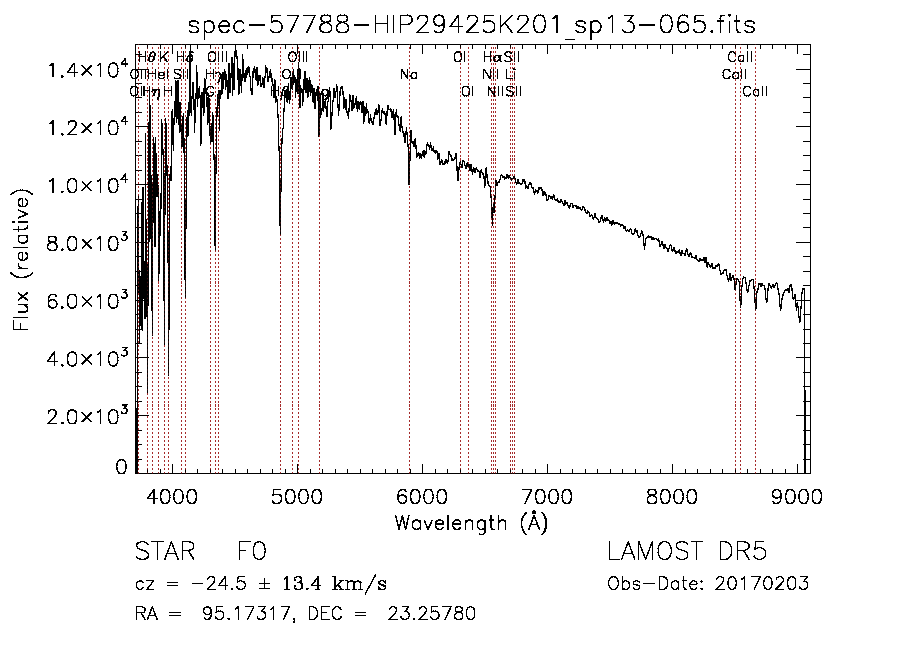 spec-57788-HIP29425K201_sp13-065.fits
Hθ K Hδ OIII OIII OI Hα SII CaII
OII HeI SII Hγ Na NII Li CaII
Hη H G Hβ Mg OI NII SII CaII
1.4×10⁴
1.2×10⁴
1.0×10⁴
8.0×10³
6.0×10³
4.0×10³
2.0×10³
0
Flux (relative)
4000 5000 6000 7000 8000 9000
Wavelength (Å)
STAR F0 LAMOST DR5
cz = −24.5 ± 13.4 km/s Obs-Date: 20170203
RA = 95.17317, DEC = 23.25780